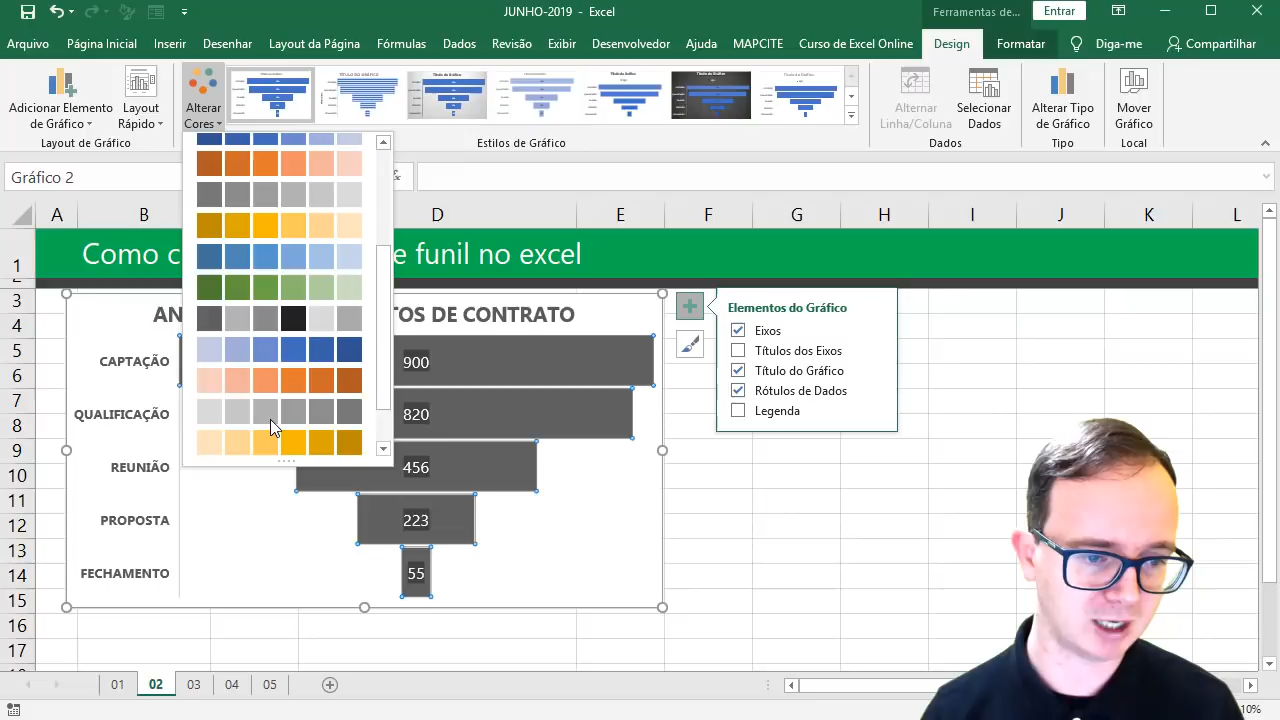 JUNHO-2019 - Excel
Ferramentas de...
Entrar
Arquivo
Página Inicial
Inserir
Desenhar
Layout da Página
Fórmulas
Dados
Revisão
Exibir
Desenvolvedor
Ajuda
MAPCITE
Curso de Excel Online
Design
Formatar
Diga-me
Compartilhar
Adicionar Elemento
de Gráfico
Layout
Rápido
Alterar
Cores
Alternar
Linha/Coluna
Selecionar
Dados
Alterar Tipo
de Gráfico
Mover
Gráfico
Layout de Gráfico
Estilos de Gráfico
Dados
Tipo
Local
Gráfico 2
A B D E F G H I J K L
1 Como c e funil no excel
2
3
4
5
6
7
8
9
10
11
12
13
14
15
16
17
AN TOS DE CONTRATO
CAPTAÇÃO 900
QUALIFICAÇÃO 820
REUNIÃO 456
PROPOSTA 223
FECHAMENTO 55
Elementos do Gráfico
Eixos
Títulos dos Eixos
Título do Gráfico
Rótulos de Dados
Legenda
01 02 03 04 05
10%